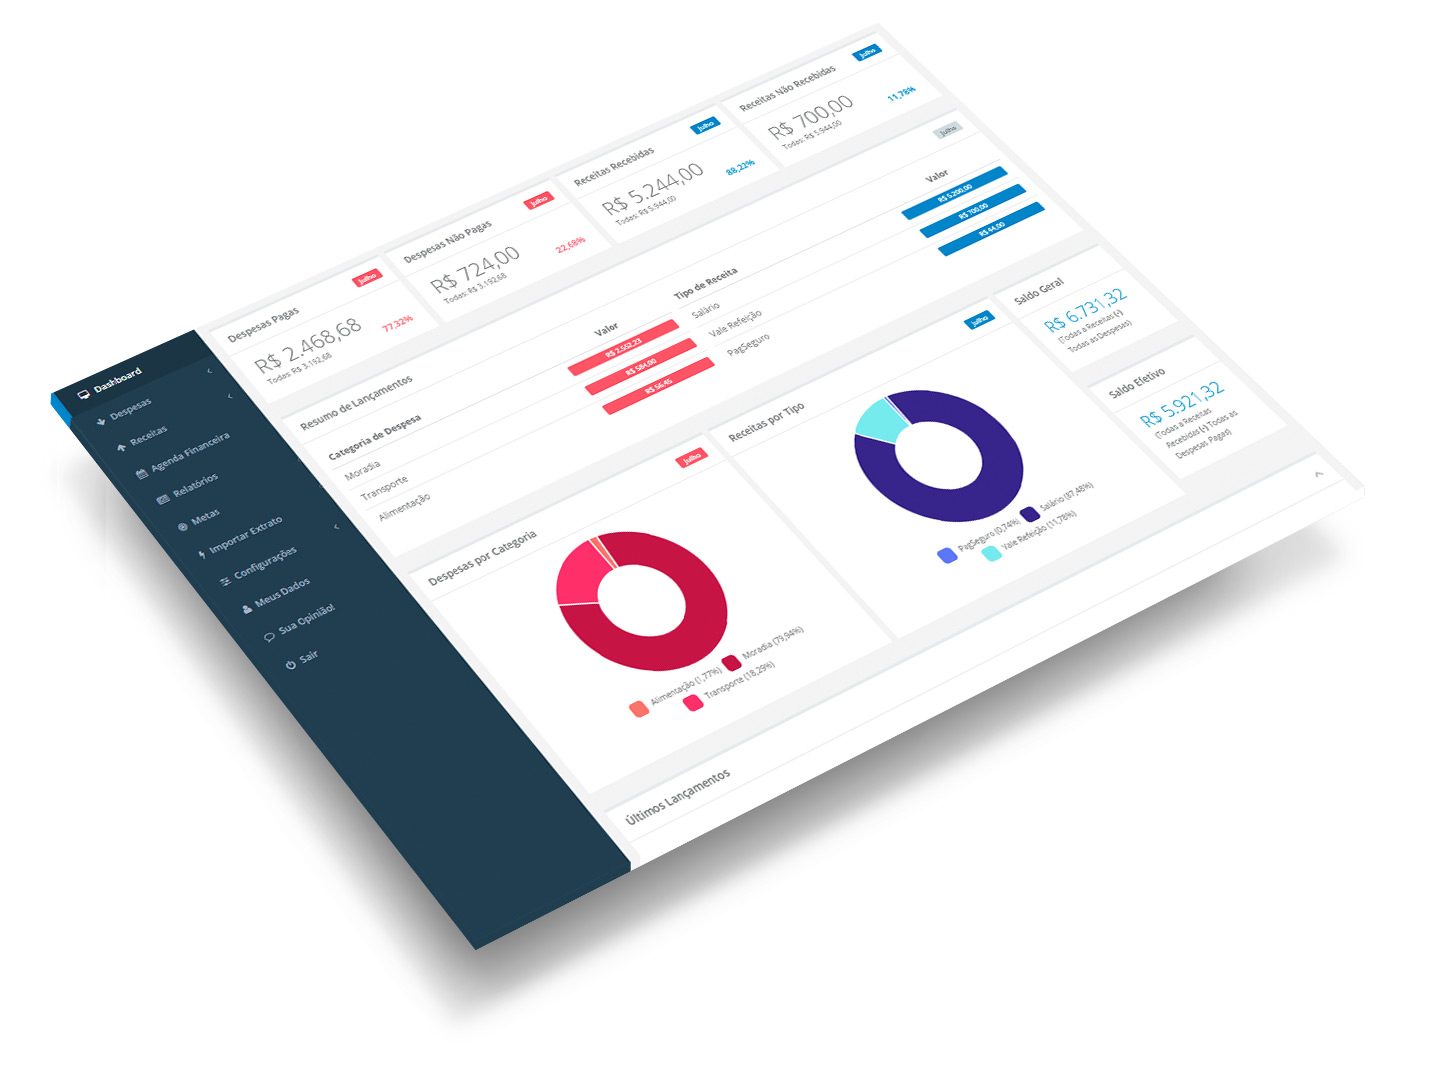 Dashboard
Despesas
Receitas
Agenda Financeira
Relatórios
Metas
Importar Extrato
Configurações
Meus Dados
Sua Opinião!
Sair
Despesas Pagas
Julho
R$ 2.468,68
77,32%
Todas: R$ 3.192,68
Despesas Não Pagas
Julho
R$ 724,00
22,68%
Todas: R$ 3.192,68
Receitas Recebidas
Julho
R$ 5.244,00
88,22%
Todas: R$ 5.944,00
Receitas Não Recebidas
Julho
R$ 700,00
11,78%
Todas: R$ 5.944,00
Resumo de Lançamentos
Julho
Categoria de Despesa
Valor
Moradia
R$ 2.552,23
Transporte
R$ 584,00
Alimentação
R$ 56,45
Tipo de Receita
Valor
Salário
R$ 5.200,00
Vale Refeição
R$ 700,00
PagSeguro
R$ 44,00
Despesas por Categoria
Julho
Alimentação (1,77%)
Moradia (79,94%)
Transporte (18,29%)
Receitas por Tipo
Julho
PagSeguro (0,74%)
Salário (87,48%)
Vale Refeição (11,78%)
Saldo Geral
R$ 6.731,32
(Todas a Receitas (-)
Todas as Despesas)
Saldo Efetivo
R$ 5.921,32
(Todas a Receitas
Recebidas (-) Todas as
Despesas Pagas)
Últimos Lançamentos